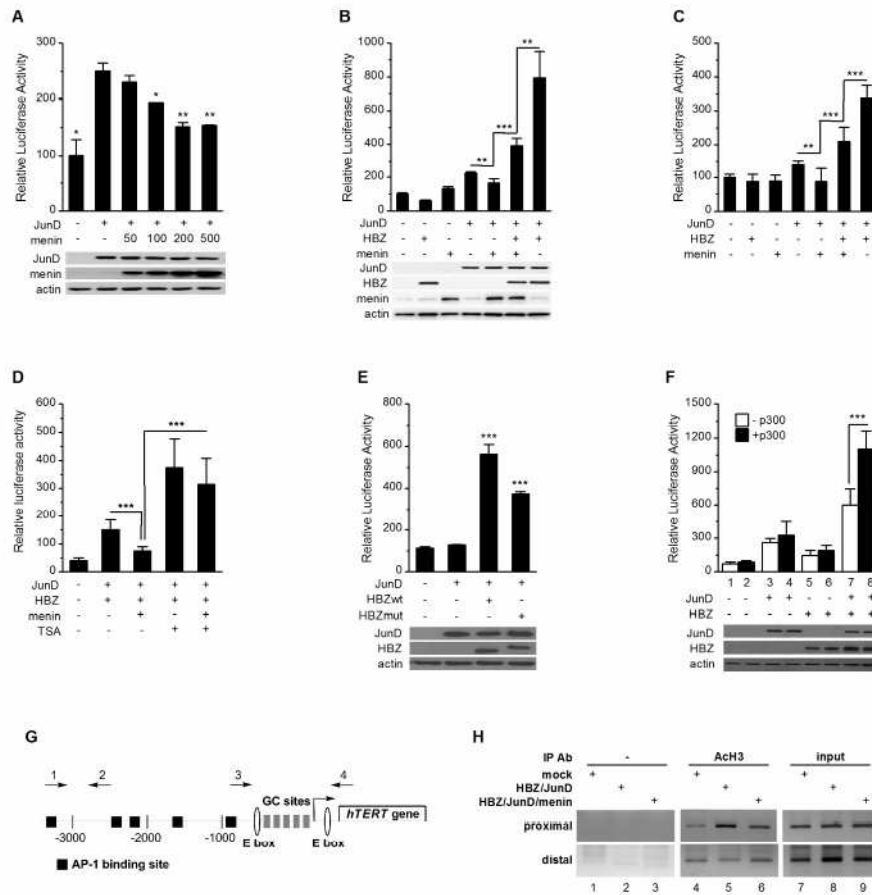 A
Relative Luciferase Activity
300
250
200
150
100
50
0
*
*
**
**
JunD - + + + + +
menin - - 50 100 200 500
JunD
menin
actin
B
Relative Luciferase Activity
1000
800
600
400
200
0
**
***
**
JunD - - - + + + +
HBZ - + - - - + +
menin - - + - + + -
JunD
HBZ
menin
actin
C
Relative Luciferase Activity
500
400
300
200
100
0
**
***
***
JunD - - - + + + +
HBZ - + - - - + +
menin - - + - + + -
D
Relative luciferase activity
600
500
400
300
200
100
0
***
***
JunD - + + + +
HBZ - + + + +
menin - - + - +
TSA - - - + +
E
Relative Luciferase Activity
800
600
400
200
0
***
***
JunD - + + +
HBZwt - - + -
HBZmut - - - +
JunD
HBZ
actin
F
Relative Luciferase Activity
1500
1200
900
600
300
0
- p300
+p300
***
1 2 3 4 5 6 7 8
JunD - - + + - - + +
HBZ - - - - + + + +
JunD
HBZ
actin
G
1 2 3 4
GC sites
hTERT gene
-3000 -2000 -1000
E box E box
AP-1 binding site
H
IP Ab - AcH3 input
mock + + +
HBZ/JunD + + +
HBZ/JunD/menin + + +
proximal
distal
1 2 3 4 5 6 7 8 9